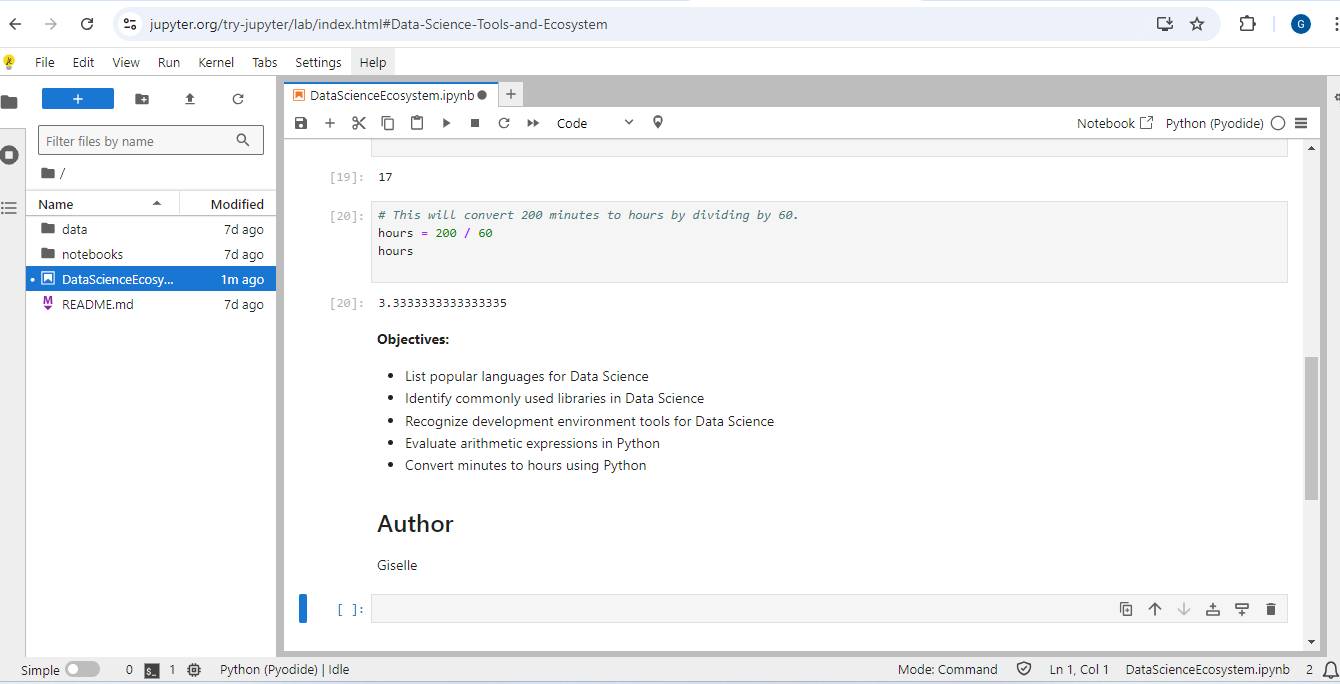 jupyter.org/try-jupyter/lab/index.html#Data-Science-Tools-and-Ecosystem
G
File Edit View Run Kernel Tabs Settings Help
DataScienceEcosystem.ipynb
Code
Notebook Python (Pyodide)
Filter files by name
/
Name Modified
data 7d ago
notebooks 7d ago
DataScienceEcosy... 1m ago
README.md 7d ago
[19]: 17
[20]: # This will convert 200 minutes to hours by dividing by 60.
hours = 200 / 60
hours
[20]: 3.3333333333333335
Objectives:
• List popular languages for Data Science
• Identify commonly used libraries in Data Science
• Recognize development environment tools for Data Science
• Evaluate arithmetic expressions in Python
• Convert minutes to hours using Python
Author
Giselle
[ ]:
Simple 0 $_ 1 Python (Pyodide) | Idle Mode: Command Ln 1, Col 1 DataScienceEcosystem.ipynb 2